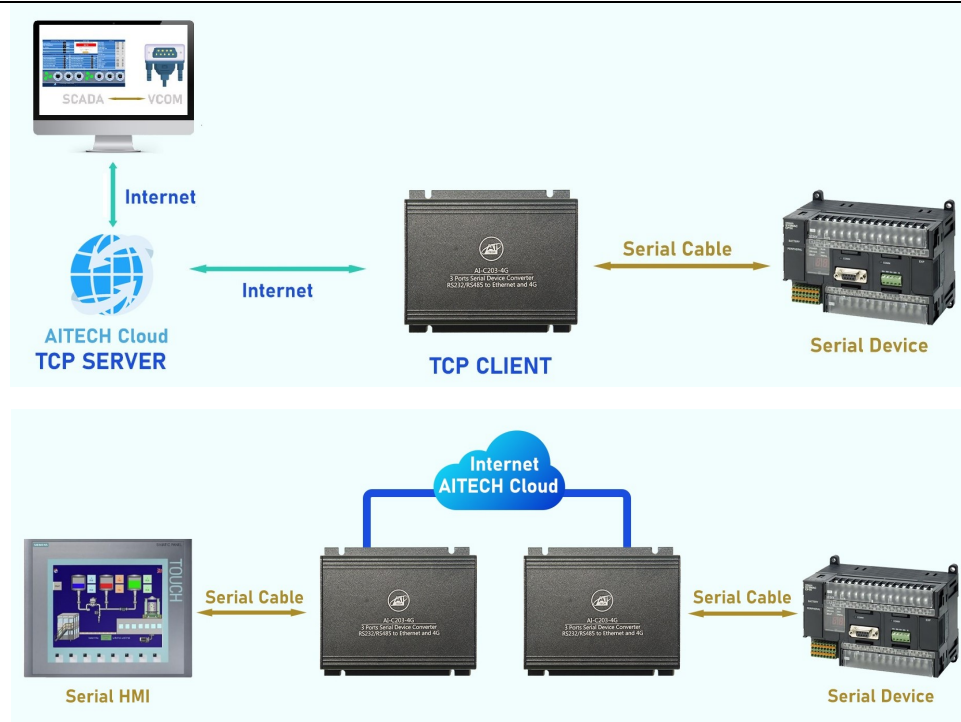 SCADA
VCOM
Internet
Internet
AITECH Cloud
TCP SERVER
AJ-C203-4G
3 Ports Serial Device Converter
RS232/RS485 to Ethernet and 4G
TCP CLIENT
Serial Cable
Serial Device
Internet
AITECH Cloud
TOUCH
Serial HMI
Serial Cable
AJ-C203-4G
3 Ports Serial Device Converter
RS232/RS485 to Ethernet and 4G
AJ-C203-4G
3 Ports Serial Device Converter
RS232/RS485 to Ethernet and 4G
Serial Cable
Serial Device